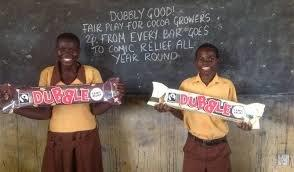 DUBBLY GOOD!
FAIR PLAY FOR COCOA GROWERS
2p FROM EVERY BAR GOES
TO COMIC RELIEF ALL
YEAR ROUND
DUBBLE
DUBBLE